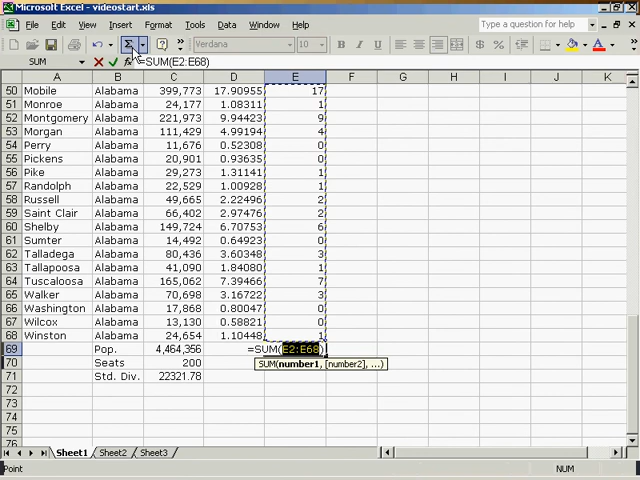 Microsoft Excel - videostart.xls
File Edit View Insert Format Tools Data Window Help Type a question for help
Σ ? Verdana 10 B I U $ %
SUM =SUM(E2:E68)
A B C D E F G H I J K
50 Mobile Alabama 399,773 17.90955 17
51 Monroe Alabama 24,177 1.08311 1
52 Montgomery Alabama 221,973 9.94423 9
53 Morgan Alabama 111,429 4.99194 4
54 Perry Alabama 11,676 0.52308 0
55 Pickens Alabama 20,901 0.93635 0
56 Pike Alabama 29,273 1.31141 1
57 Randolph Alabama 22,529 1.00928 1
58 Russell Alabama 49,665 2.22496 2
59 Saint Clair Alabama 66,402 2.97476 2
60 Shelby Alabama 149,724 6.70753 6
61 Sumter Alabama 14,492 0.64923 0
62 Talladega Alabama 80,436 3.60348 3
63 Tallapoosa Alabama 41,090 1.84080 1
64 Tuscaloosa Alabama 165,062 7.39466 7
65 Walker Alabama 70,698 3.16722 3
66 Washington Alabama 17,868 0.80047 0
67 Wilcox Alabama 13,130 0.58821 0
68 Winston Alabama 24,654 1.10448 1
69 Pop. 4,464,356 =SUM(E2:E68)
70 Seats 200 SUM(number1, [number2], ...)
71 Std. Div. 22321.78
72
73
74
75
76
Sheet1 Sheet2 Sheet3
Point NUM